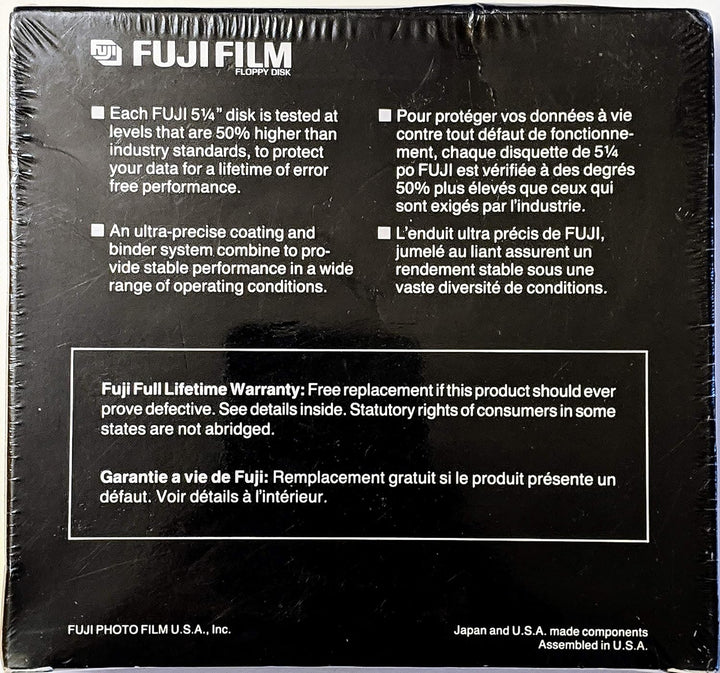 FUJI FUJIFILM
FLOPPY DISK
Each FUJI 5¼” disk is tested at
levels that are 50% higher than
industry standards, to protect
your data for a lifetime of error
free performance.
An ultra-precise coating and
binder system combine to pro-
vide stable performance in a wide
range of operating conditions.
Pour protéger vos données à vie
contre tout défaut de fonctionne-
ment, chaque disquette de 5¼
po FUJI est vérifiée à des degrés
50% plus élevés que ceux qui
sont exigés par l’industrie.
L’enduit ultra précis de FUJI,
jumelé au liant assurent un
rendement stable sous une
vaste diversité de conditions.
Fuji Full Lifetime Warranty: Free replacement if this product should ever
prove defective. See details inside. Statutory rights of consumers in some
states are not abridged.
Garantie a vie de Fuji: Remplacement gratuit si le produit présente un
défaut. Voir détails à l’intérieur.
FUJI PHOTO FILM U.S.A., Inc.
Japan and U.S.A. made components
Assembled in U.S.A.